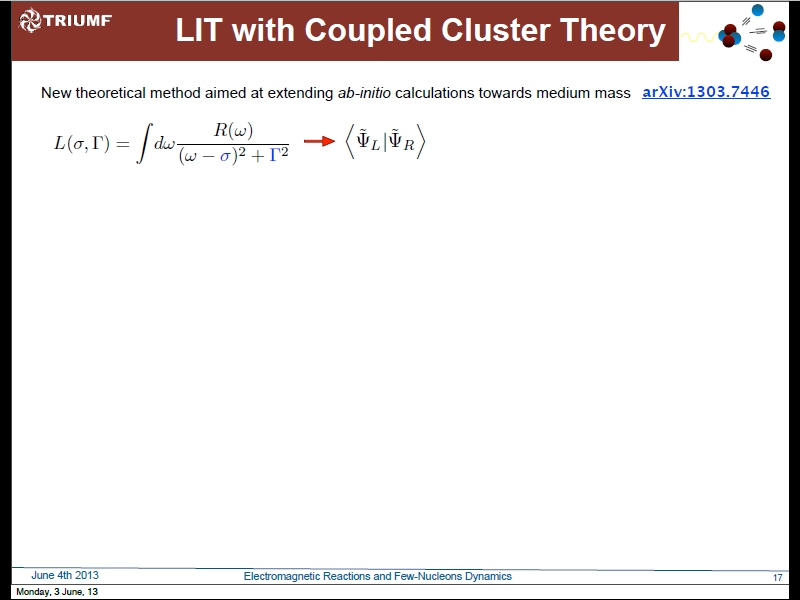 TRIUMF
LIT with Coupled Cluster Theory
New theoretical method aimed at extending ab-initio calculations towards medium mass arXiv:1303.7446
L(σ, Γ) = ∫ dω R(ω) / ((ω − σ)² + Γ²) → ⟨Ψ̃_L|Ψ̃_R⟩
June 4th 2013 Electromagnetic Reactions and Few-Nucleons Dynamics 17
Monday, 3 June, 13